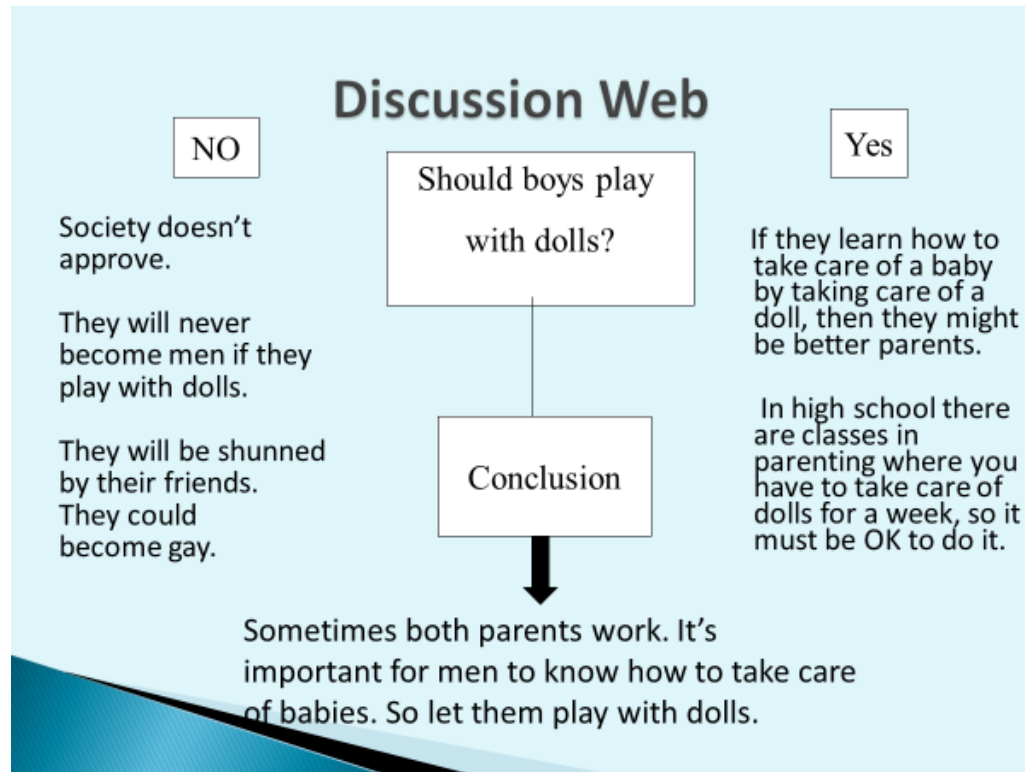 Discussion Web
NO
Society doesn’t
approve.
They will never
become men if they
play with dolls.
They will be shunned
by their friends.
They could
become gay.
Should boys play
with dolls?
Yes
If they learn how to
take care of a baby
by taking care of a
doll, then they might
be better parents.
In high school there
are classes in
parenting where you
have to take care of
dolls for a week, so it
must be OK to do it.
Conclusion
Sometimes both parents work. It’s
important for men to know how to take care
of babies. So let them play with dolls.